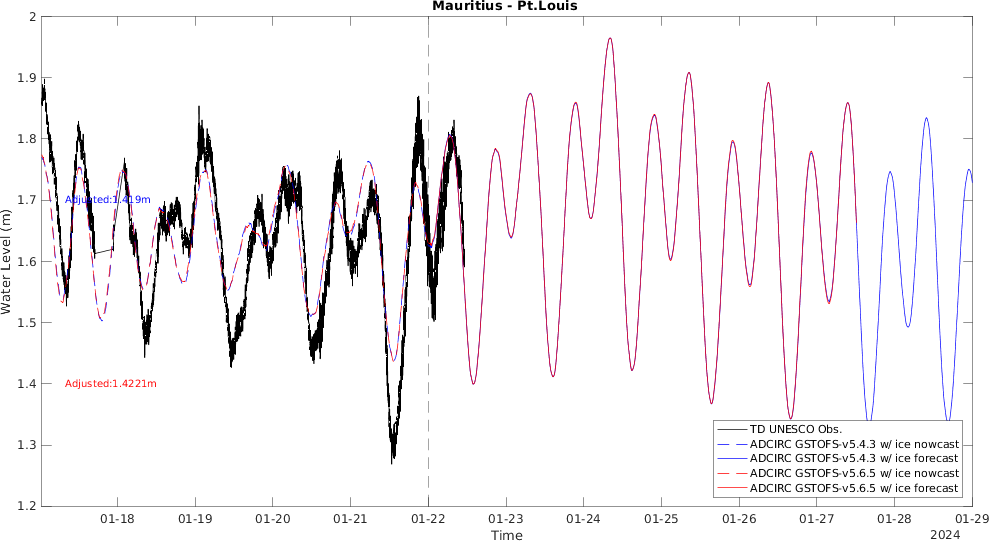 Mauritius - Pt.Louis
2
1.9
1.8
1.7
1.6
1.5
1.4
1.3
1.2
Water Level (m)
Adjusted:1.419m
Adjusted:1.4221m
TD UNESCO Obs.
ADCIRC GSTOFS-v5.4.3 w/ ice nowcast
ADCIRC GSTOFS-v5.4.3 w/ ice forecast
ADCIRC GSTOFS-v5.6.5 w/ ice nowcast
ADCIRC GSTOFS-v5.6.5 w/ ice forecast
01-18 01-19 01-20 01-21 01-22 01-23 01-24 01-25 01-26 01-27 01-28 01-29
Time
2024